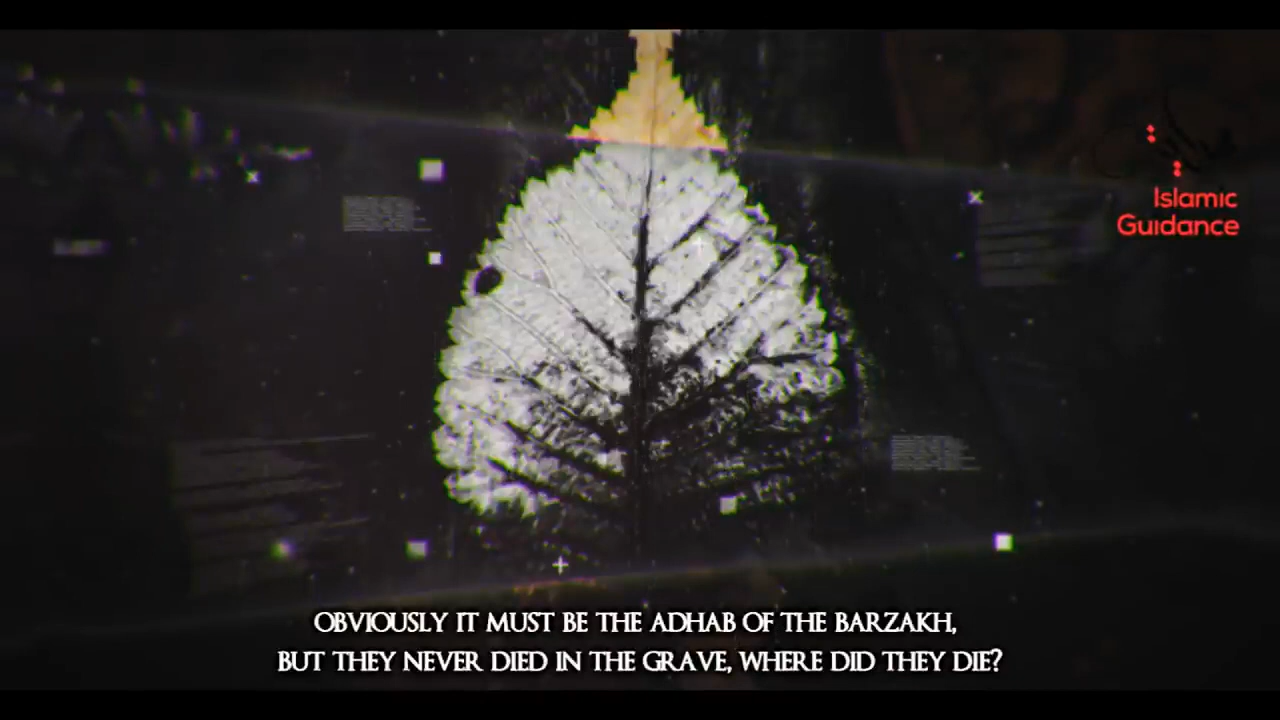 Islamic
Guidance
OBVIOUSLY IT MUST BE THE ADHAB OF THE BARZAKH,
BUT THEY NEVER DIED IN THE GRAVE, WHERE DID THEY DIE?